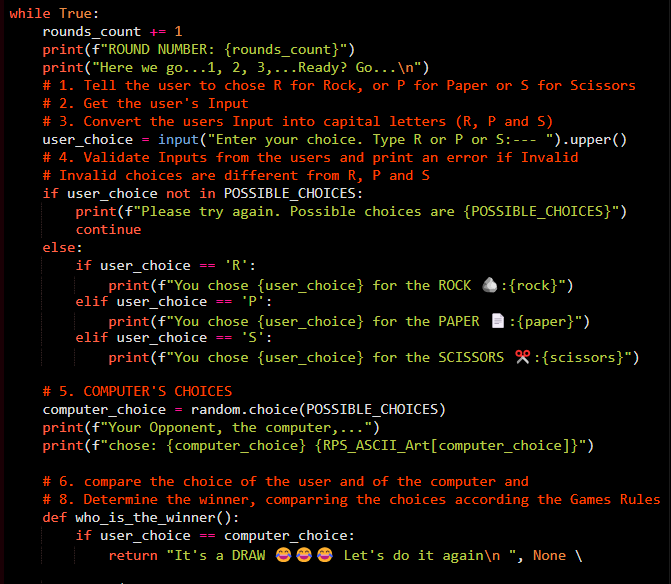 while True:
    rounds_count += 1
    print(f"ROUND NUMBER: {rounds_count}")
    print("Here we go...1, 2, 3,...Ready? Go...\n")
    # 1. Tell the user to chose R for Rock, or P for Paper or S for Scissors
    # 2. Get the user's Input
    # 3. Convert the users Input into capital letters (R, P and S)
    user_choice = input("Enter your choice. Type R or P or S:--- ").upper()
    # 4. Validate Inputs from the users and print an error if Invalid
    # Invalid choices are different from R, P and S
    if user_choice not in POSSIBLE_CHOICES:
        print(f"Please try again. Possible choices are {POSSIBLE_CHOICES}")
        continue
    else:
        if user_choice == 'R':
            print(f"You chose {user_choice} for the ROCK 🪨:{rock}")
        elif user_choice == 'P':
            print(f"You chose {user_choice} for the PAPER 📄:{paper}")
        elif user_choice == 'S':
            print(f"You chose {user_choice} for the SCISSORS ✂️:{scissors}")
    # 5. COMPUTER'S CHOICES
    computer_choice = random.choice(POSSIBLE_CHOICES)
    print(f"Your Opponent, the computer,...")
    print(f"chose: {computer_choice} {RPS_ASCII_Art[computer_choice]}")
    # 6. compare the choice of the user and of the computer and
    # 8. Determine the winner, comparring the choices according the Games Rules
    def who_is_the_winner():
        if user_choice == computer_choice:
            return "It's a DRAW 😂😂😂 Let's do it again\n ", None \